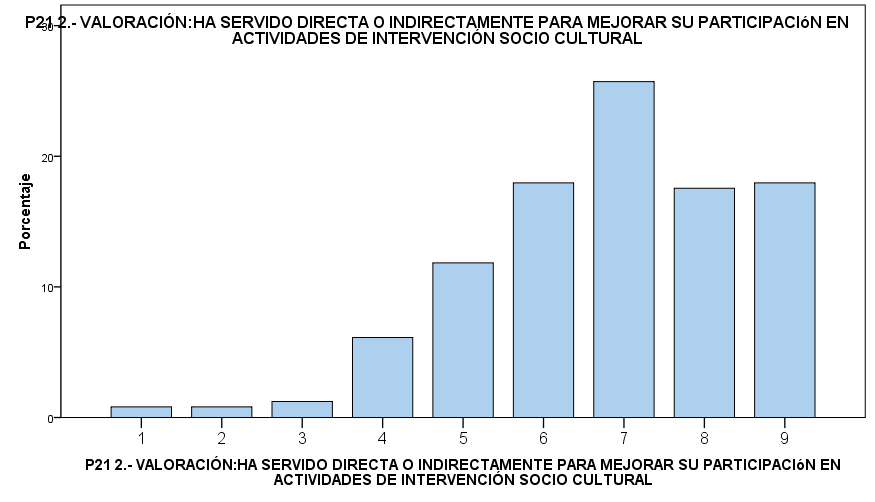 P21 2.- VALORACIÓN:HA SERVIDO DIRECTA O INDIRECTAMENTE PARA MEJORAR SU PARTICIPACIóN EN
ACTIVIDADES DE INTERVENCIÓN SOCIO CULTURAL
30
20
10
0
Porcentaje
1 2 3 4 5 6 7 8 9
P21 2.- VALORACIÓN:HA SERVIDO DIRECTA O INDIRECTAMENTE PARA MEJORAR SU PARTICIPACIóN EN
ACTIVIDADES DE INTERVENCIÓN SOCIO CULTURAL